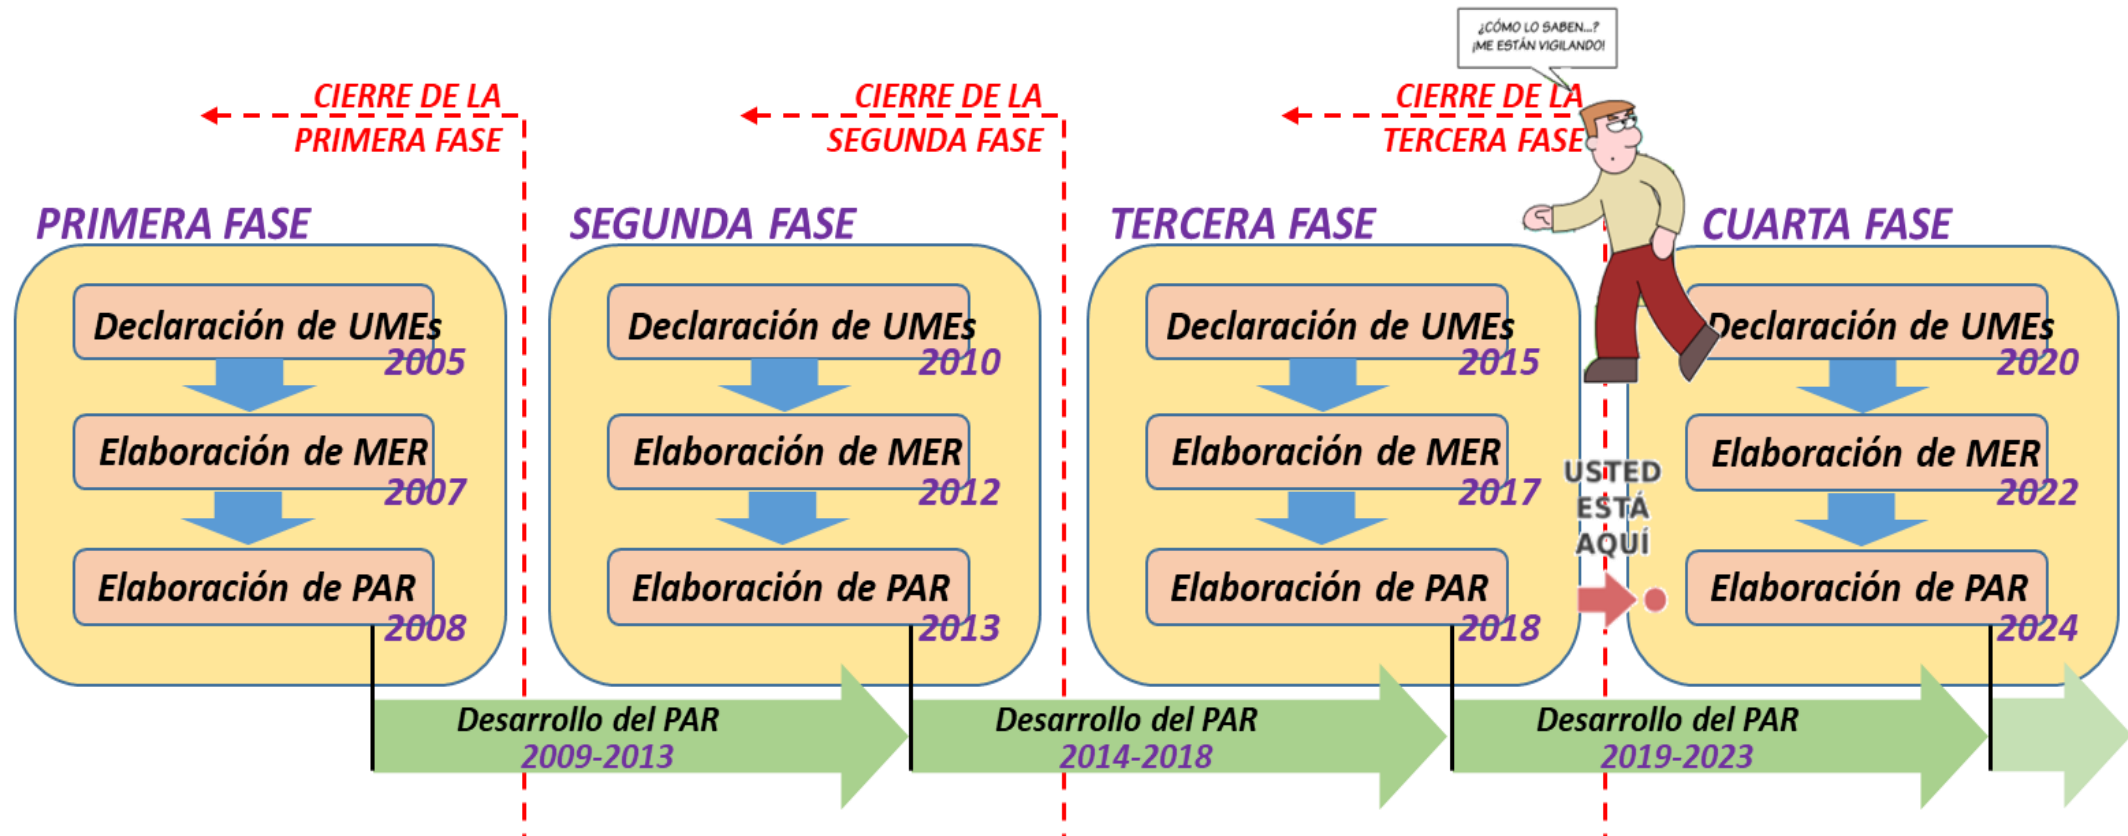 ¿CÓMO LO SABEN...?
¡ME ESTÁN VIGILANDO!
CIERRE DE LA
PRIMERA FASE
CIERRE DE LA
SEGUNDA FASE
CIERRE DE LA
TERCERA FASE
PRIMERA FASE
Declaración de UMEs
2005
Elaboración de MER
2007
Elaboración de PAR
2008
SEGUNDA FASE
Declaración de UMEs
2010
Elaboración de MER
2012
Elaboración de PAR
2013
TERCERA FASE
Declaración de UMEs
2015
Elaboración de MER
2017
Elaboración de PAR
2018
USTED
ESTÁ
AQUÍ
CUARTA FASE
Declaración de UMEs
2020
Elaboración de MER
2022
Elaboración de PAR
2024
Desarrollo del PAR
2009-2013
Desarrollo del PAR
2014-2018
Desarrollo del PAR
2019-2023